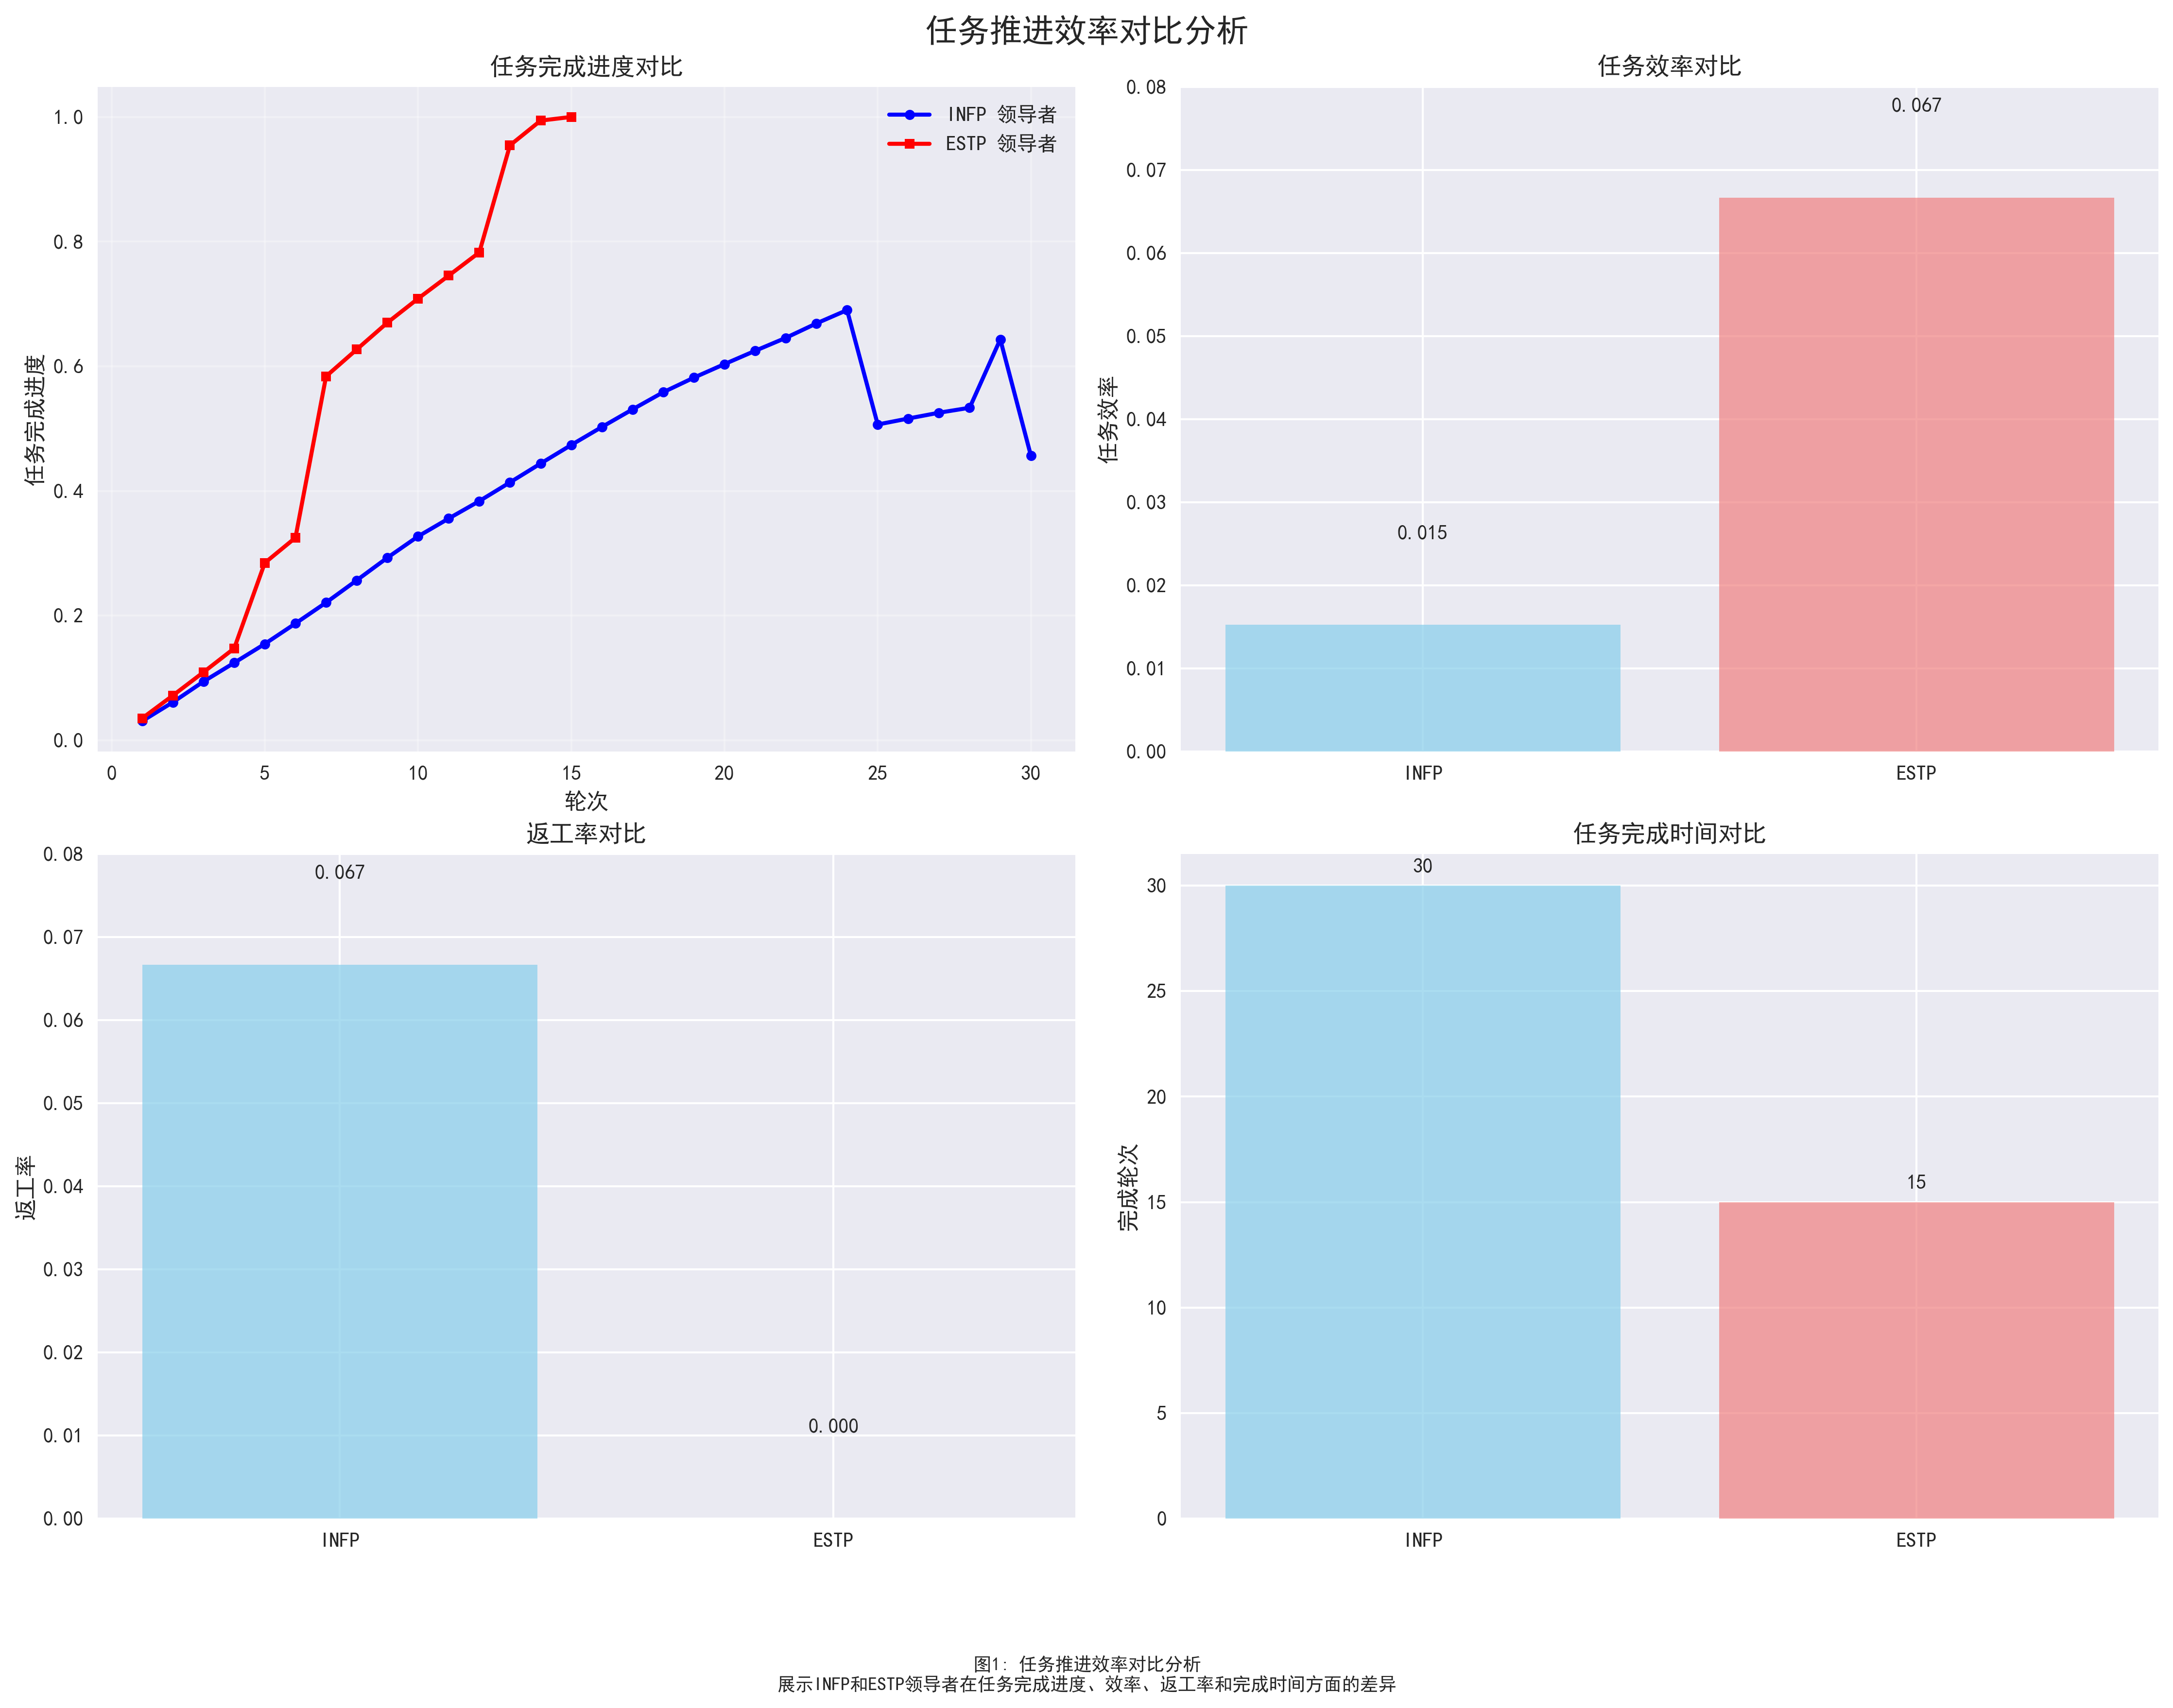 任务推进效率对比分析
任务完成进度对比
任务完成进度
1.0
0.8
0.6
0.4
0.2
0.0
INFP 领导者
ESTP 领导者
0
5
10
15
20
25
30
轮次
任务效率对比
任务效率
0.08
0.07
0.06
0.05
0.04
0.03
0.02
0.01
0.00
0.015
0.067
INFP
ESTP
返工率对比
返工率
0.08
0.07
0.06
0.05
0.04
0.03
0.02
0.01
0.00
0.067
0.000
INFP
ESTP
任务完成时间对比
完成轮次
30
25
20
15
10
5
0
30
15
INFP
ESTP
图1: 任务推进效率对比分析
展示INFP和ESTP领导者在任务完成进度、效率、返工率和完成时间方面的差异